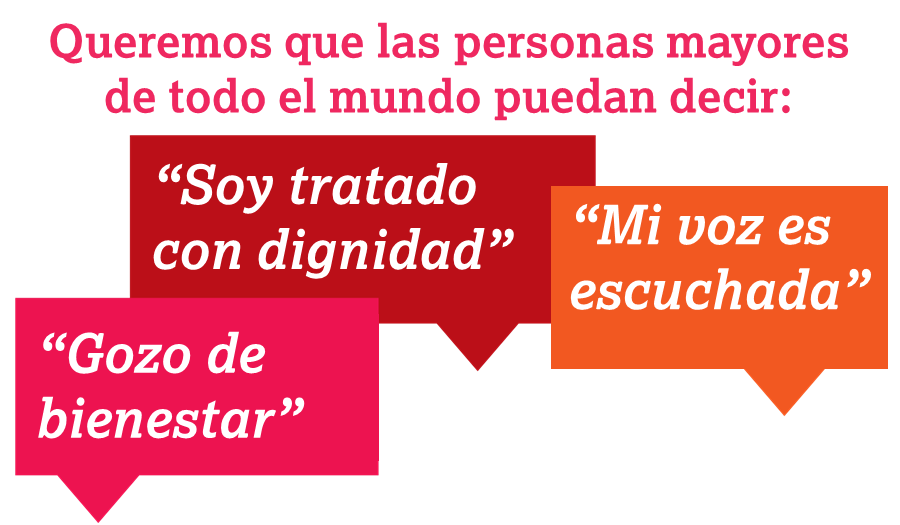 Queremos que las personas mayores
de todo el mundo puedan decir:
“Soy tratado
con dignidad”
“Mi voz es
escuchada”
“Gozo de
bienestar”